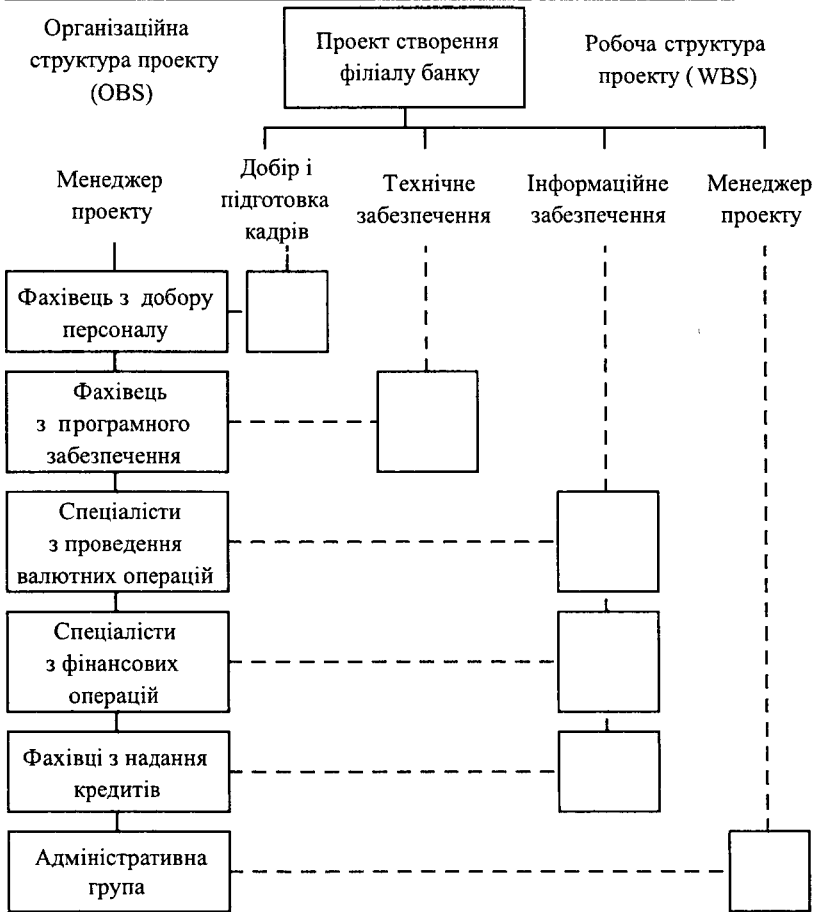 Організаційна
структура проекту
(OBS)
Проект створення
філіалу банку
Робоча структура
проекту ( WBS)
Менеджер
проекту
Добір і
підготовка
кадрів
Технічне
забезпечення
Інформаційне
забезпечення
Менеджер
проекту
Фахівець з добору
персоналу
Фахівець
з програмного
забезпечення
Спеціалісти
з проведення
валютних операцій
Спеціалісти
з фінансових
операцій
Фахівці з надання
кредитів
Адміністративна
група